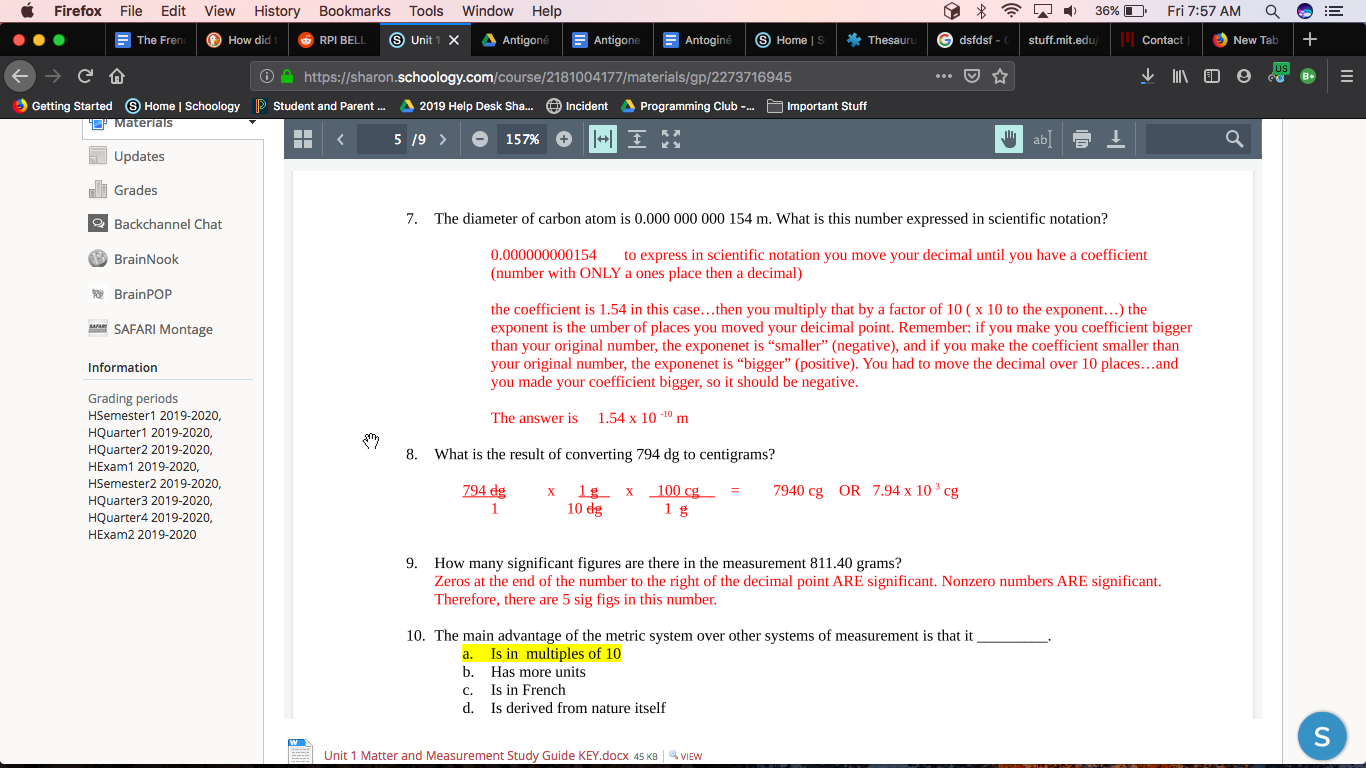 Firefox File Edit View History Bookmarks Tools Window Help 36% Fri 7:57 AM
The Fren How did RPI BELL Unit 1 Antigoné Antigone Antoginé Home | S Thesauru dsfdsf - G stuff.mit.edu/ Contact | New Tab
https://sharon.schoology.com/course/2181004177/materials/gp/2273716945
US
B+
Getting Started Home | Schoology Student and Parent ... 2019 Help Desk Sha... Incident Programming Club -... Important Stuff
Materials
Updates
Grades
Backchannel Chat
BrainNook
BrainPOP
SAFARI Montage
Information
Grading periods
HSemester1 2019-2020,
HQuarter1 2019-2020,
HQuarter2 2019-2020,
HExam1 2019-2020,
HSemester2 2019-2020,
HQuarter3 2019-2020,
HQuarter4 2019-2020,
HExam2 2019-2020
5 /9 157% ab
7. The diameter of carbon atom is 0.000 000 000 154 m. What is this number expressed in scientific notation?
0.000000000154 to express in scientific notation you move your decimal until you have a coefficient
(number with ONLY a ones place then a decimal)
the coefficient is 1.54 in this case…then you multiply that by a factor of 10 ( x 10 to the exponent…) the
exponent is the umber of places you moved your deicimal point. Remember: if you make you coefficient bigger
than your original number, the exponenet is “smaller” (negative), and if you make the coefficient smaller than
your original number, the exponenet is “bigger” (positive). You had to move the decimal over 10 places…and
you made your coefficient bigger, so it should be negative.
The answer is 1.54 x 10 -10 m
8. What is the result of converting 794 dg to centigrams?
794 dg x 1 g x 100 cg = 7940 cg OR 7.94 x 10 3 cg
1 10 dg 1 g
9. How many significant figures are there in the measurement 811.40 grams?
Zeros at the end of the number to the right of the decimal point ARE significant. Nonzero numbers ARE significant.
Therefore, there are 5 sig figs in this number.
10. The main advantage of the metric system over other systems of measurement is that it _________.
a. Is in multiples of 10
b. Has more units
c. Is in French
d. Is derived from nature itself
Unit 1 Matter and Measurement Study Guide KEY.docx 45 KB VIEW
S